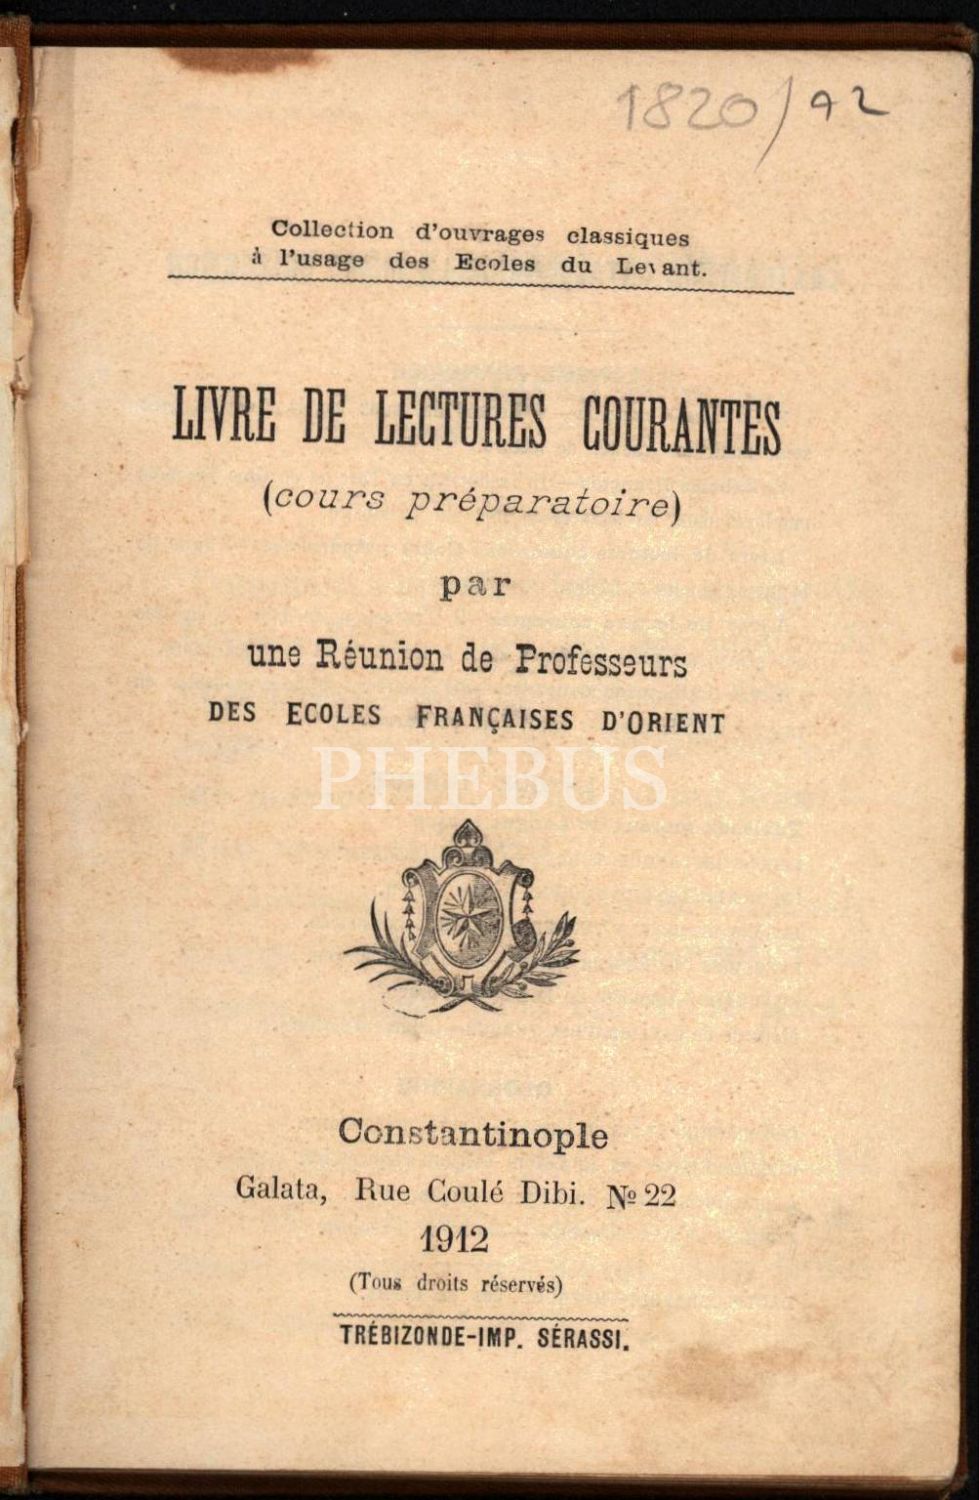 1820/92
Collection d'ouvrages classiques
à l'usage des Ecoles du Levant.
LIVRE DE LECTURES COURANTES
(cours préparatoire)
par
une Réunion de Professeurs
DES ECOLES FRANÇAISES D'ORIENT
PHEBUS
Constantinople
Galata, Rue Coulé Dibi. № 22
1912
(Tous droits réservés)
TRÉBIZONDE-IMP. SÉRASSI.